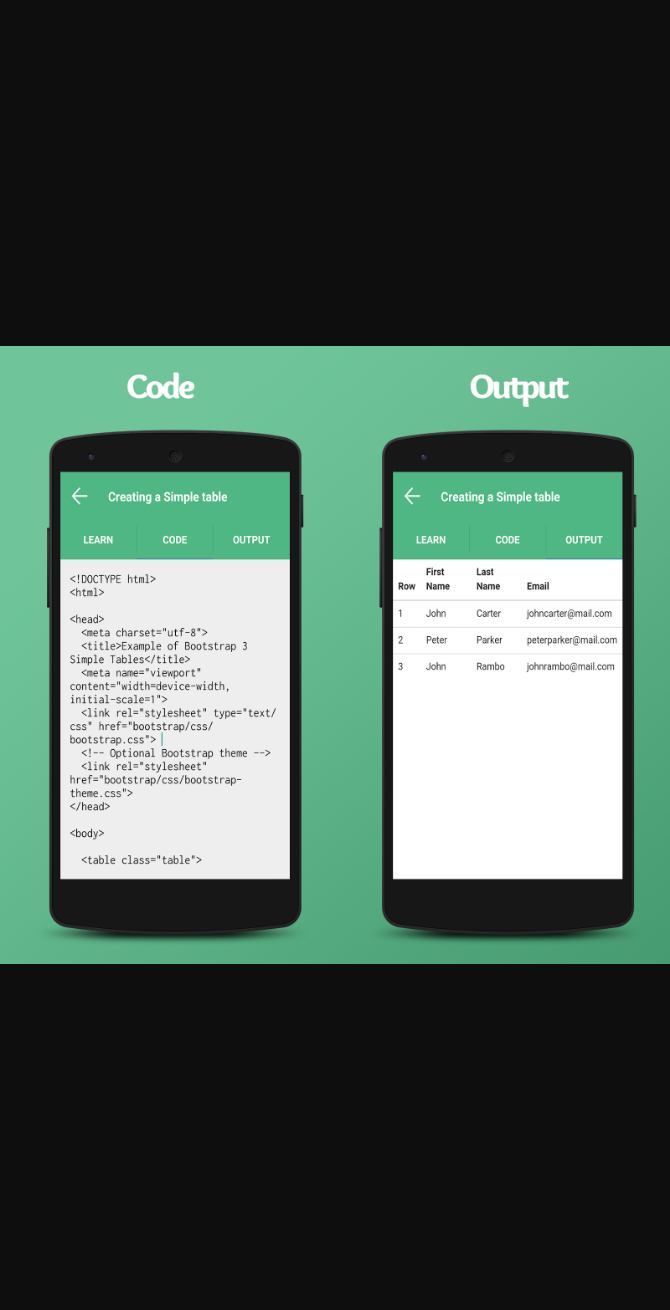 Code
Creating a Simple table
LEARN CODE OUTPUT
<!DOCTYPE html>
<html>
<head>
<meta charset="utf-8">
<title>Example of Bootstrap 3
Simple Tables</title>
<meta name="viewport"
content="width=device-width,
initial-scale=1">
<link rel="stylesheet" type="text/
css" href="bootstrap/css/
bootstrap.css">
<!-- Optional Bootstrap theme -->
<link rel="stylesheet"
href="bootstrap/css/bootstrap-
theme.css">
</head>
<body>
<table class="table">
Output
Creating a Simple table
LEARN CODE OUTPUT
Row First Name Last Name Email
1 John Carter johncarter@mail.com
2 Peter Parker peterparker@mail.com
3 John Rambo johnrambo@mail.com